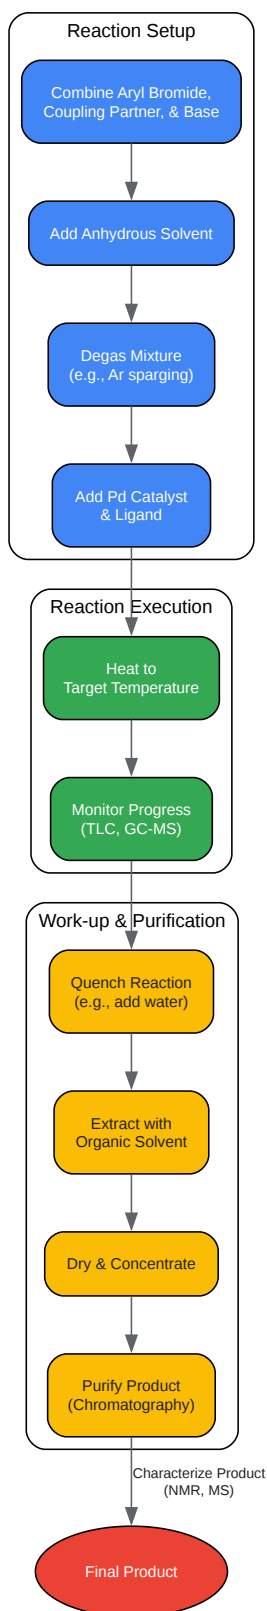 Reaction Setup
Combine Aryl Bromide,
Coupling Partner, & Base
Add Anhydrous Solvent
Degas Mixture
(e.g., Ar sparging)
Add Pd Catalyst
& Ligand
Reaction Execution
Heat to
Target Temperature
Monitor Progress
(TLC, GC-MS)
Work-up & Purification
Quench Reaction
(e.g., add water)
Extract with
Organic Solvent
Dry & Concentrate
Purify Product
(Chromatography)
Characterize Product
(NMR, MS)
Final Product